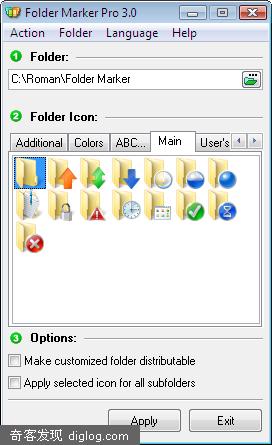 Folder Marker Pro 3.0
Action Folder Language Help
1 Folder:
C:\Roman\Folder Marker
2 Folder Icon:
Additional Colors ABC... Main User's
3 Options:
Make customized folder distributable
Apply selected icon for all subfolders
Apply Exit
奇客发现 diglog.com